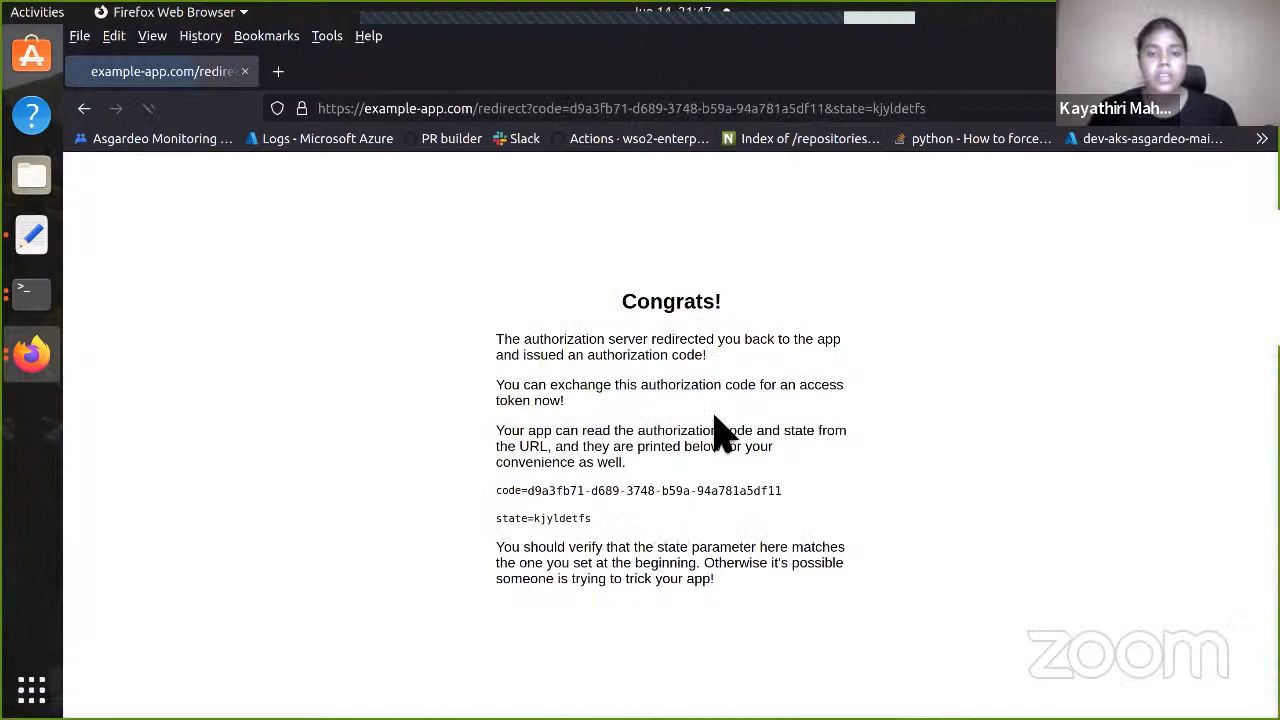 Activities
Firefox Web Browser
Jun 14, 21:47
File Edit View History Bookmarks Tools Help
example-app.com/redire
https://example-app.com/redirect?code=d9a3fb71-d689-3748-b59a-94a781a5df11&state=kjyldetfs
Kayathiri Mah...
Asgardeo Monitoring ... Logs - Microsoft Azure PR builder Slack Actions · wso2-enterp... Index of /repositories... python - How to force... dev-aks-asgardeo-mai...
Congrats!
The authorization server redirected you back to the app
and issued an authorization code!
You can exchange this authorization code for an access
token now!
Your app can read the authorization code and state from
the URL, and they are printed below for your
convenience as well.
code=d9a3fb71-d689-3748-b59a-94a781a5df11
state=kjyldetfs
You should verify that the state parameter here matches
the one you set at the beginning. Otherwise it's possible
someone is trying to trick your app!
zoom